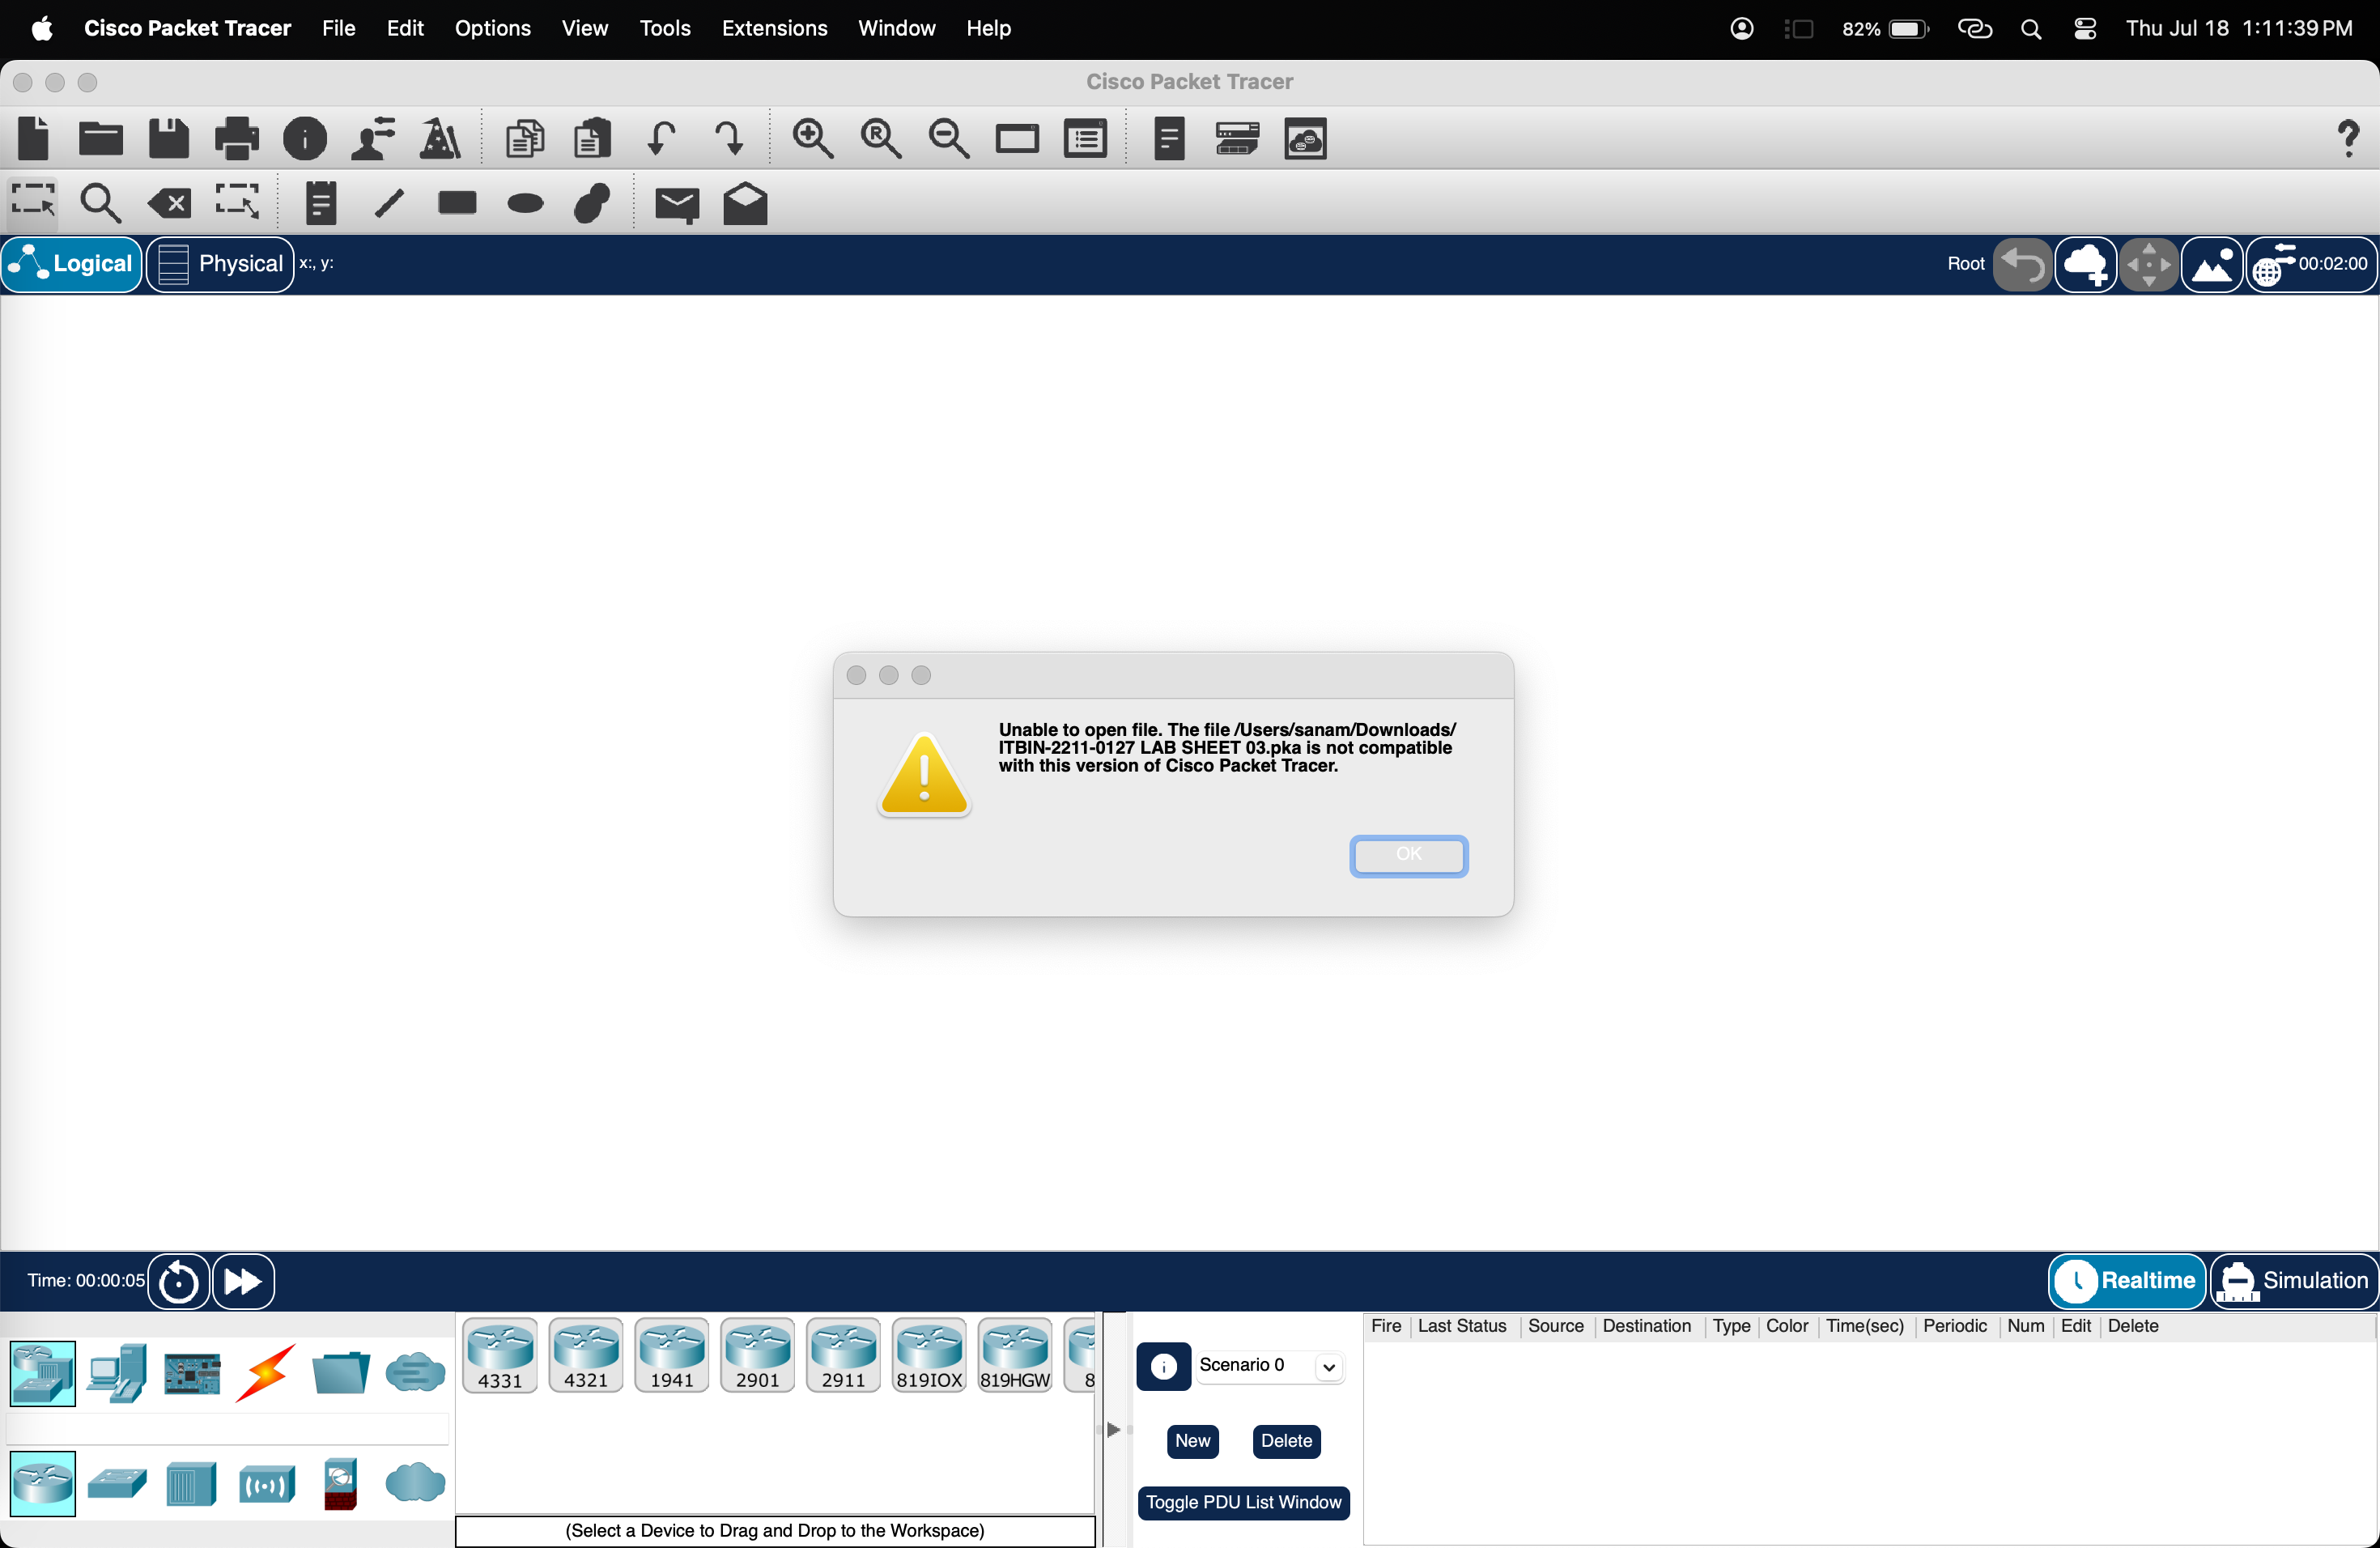 Cisco Packet Tracer File Edit Options View Tools Extensions Window Help 82% Thu Jul 18 1:11:39 PM
Cisco Packet Tracer
Logical Physical x:, y: Root 00:02:00
Unable to open file. The file /Users/sanam/Downloads/
ITBIN-2211-0127 LAB SHEET 03.pka is not compatible
with this version of Cisco Packet Tracer.
OK
Time: 00:00:05 Realtime Simulation
4331 4321 1941 2901 2911 819IOX 819HGW 8
(Select a Device to Drag and Drop to the Workspace)
Scenario 0
New Delete
Toggle PDU List Window
Fire Last Status Source Destination Type Color Time(sec) Periodic Num Edit Delete